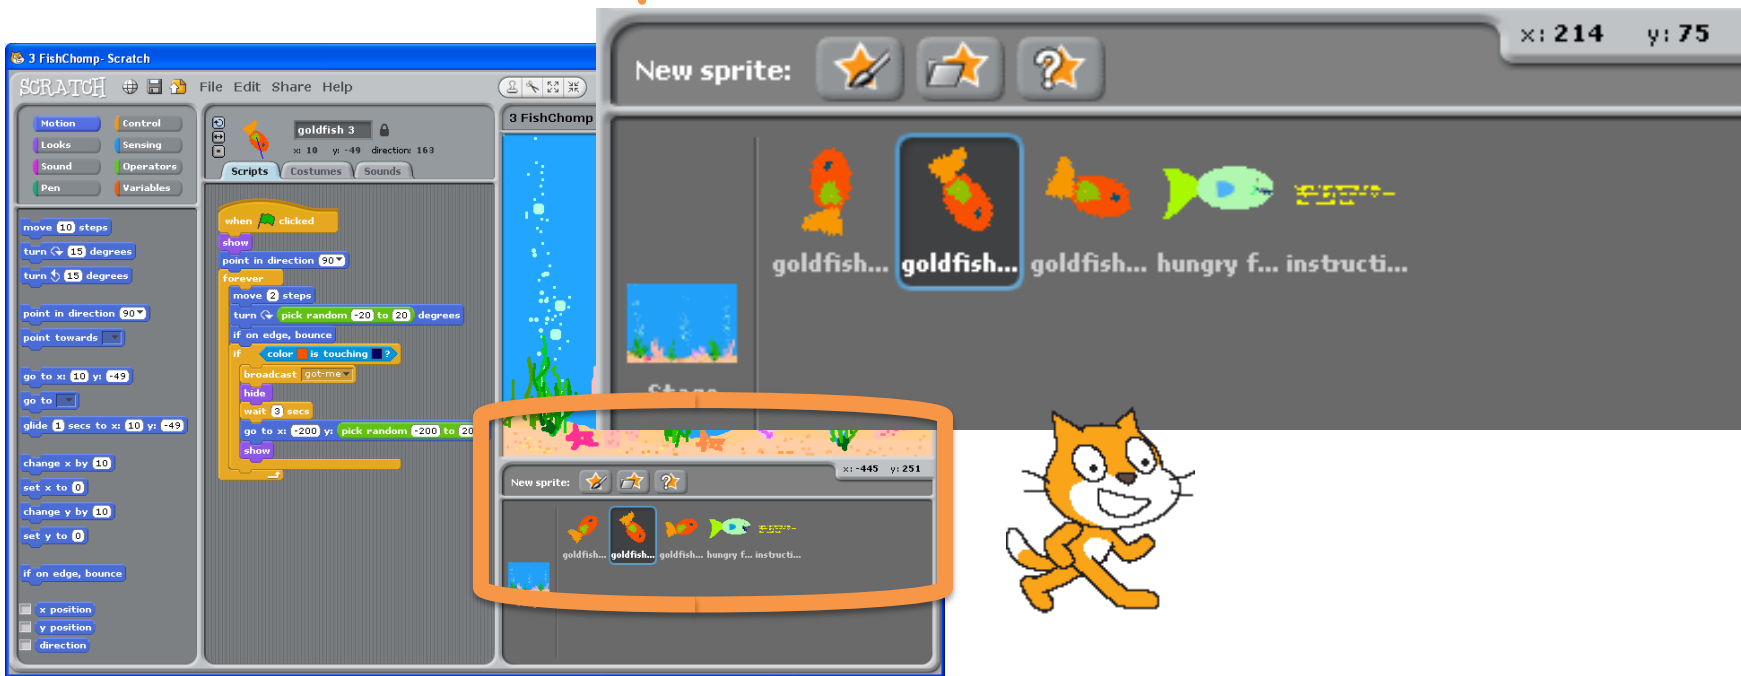 3 FishChomp- Scratch
SCRATCH File Edit Share Help
Motion Control
Looks Sensing
Sound Operators
Pen Variables
move 10 steps
turn 15 degrees
turn 15 degrees
point in direction 90
point towards
go to x: 10 y: -49
go to
glide 1 secs to x: 10 y: -49
change x by 10
set x to 0
change y by 10
set y to 0
if on edge, bounce
x position
y position
direction
goldfish 3
x: 10 y: -49 direction: 163
Scripts Costumes Sounds
when clicked
show
point in direction 90
forever
move 2 steps
turn pick random -20 to 20 degrees
if on edge, bounce
if color is touching ?
broadcast got-me
hide
wait 3 secs
go to x: -200 y: pick random -200 to 20
show
3 FishChomp
x: -445 y: 251
New sprite:
goldfish... goldfish... goldfish... hungry f... instructi...
x: 214 y: 75
New sprite:
goldfish... goldfish... goldfish... hungry f... instructi...
Stage